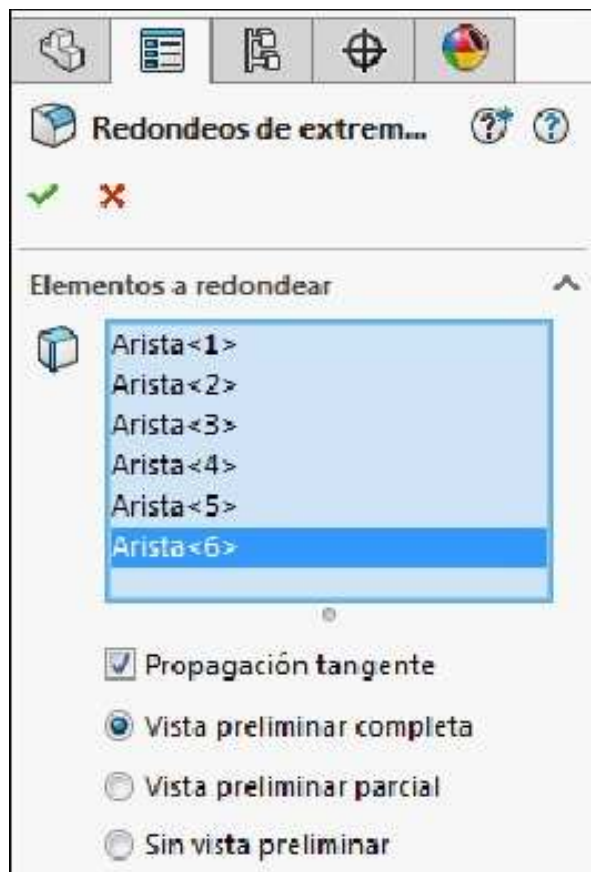 Redondeos de extrem...
Elementos a redondear
Arista<1>
Arista<2>
Arista<3>
Arista<4>
Arista<5>
Arista<6>
Propagación tangente
Vista preliminar completa
Vista preliminar parcial
Sin vista preliminar